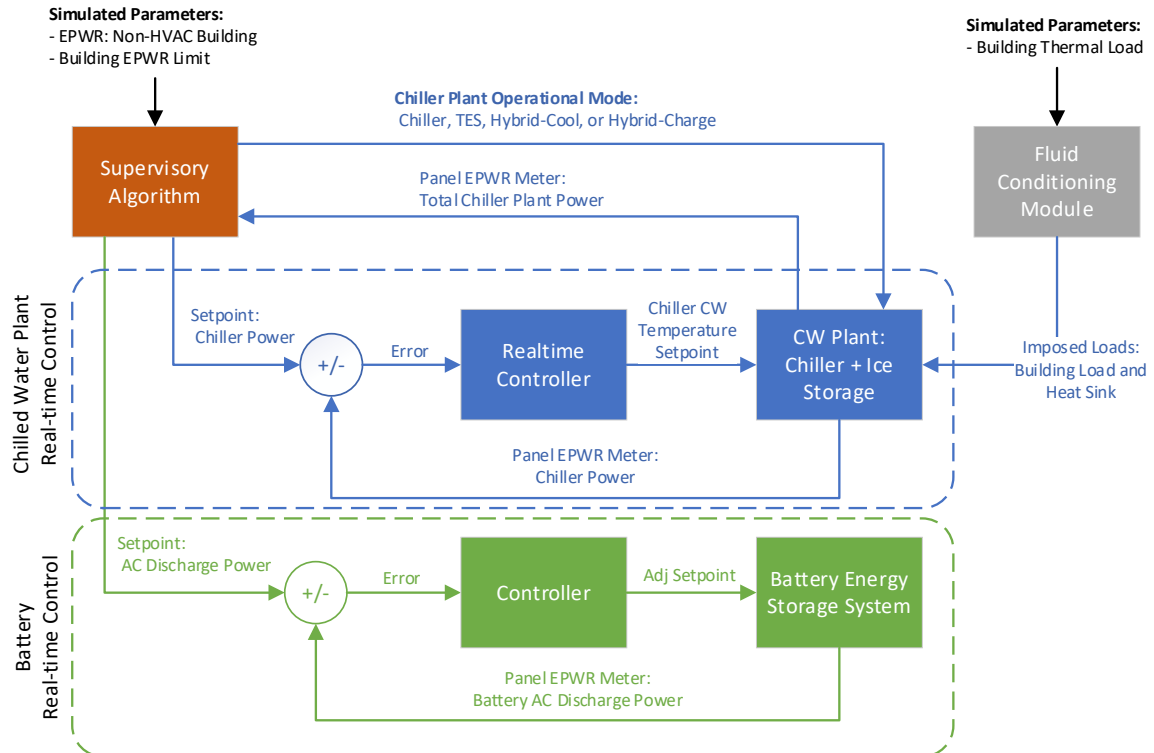 Simulated Parameters:
- EPWR: Non-HVAC Building
- Building EPWR Limit
Simulated Parameters:
- Building Thermal Load
Chiller Plant Operational Mode:
Chiller, TES, Hybrid-Cool, or Hybrid-Charge
Supervisory
Algorithm
Panel EPWR Meter:
Total Chiller Plant Power
Fluid
Conditioning
Module
Chilled Water Plant
Real-time Control
Setpoint:
Chiller Power
+/-
Error
Realtime
Controller
Chiller CW
Temperature
Setpoint
CW Plant:
Chiller + Ice
Storage
Imposed Loads:
Building Load and
Heat Sink
Panel EPWR Meter:
Chiller Power
Battery
Real-time Control
Setpoint:
AC Discharge Power
+/-
Error
Controller
Adj Setpoint
Battery Energy
Storage System
Panel EPWR Meter:
Battery AC Discharge Power